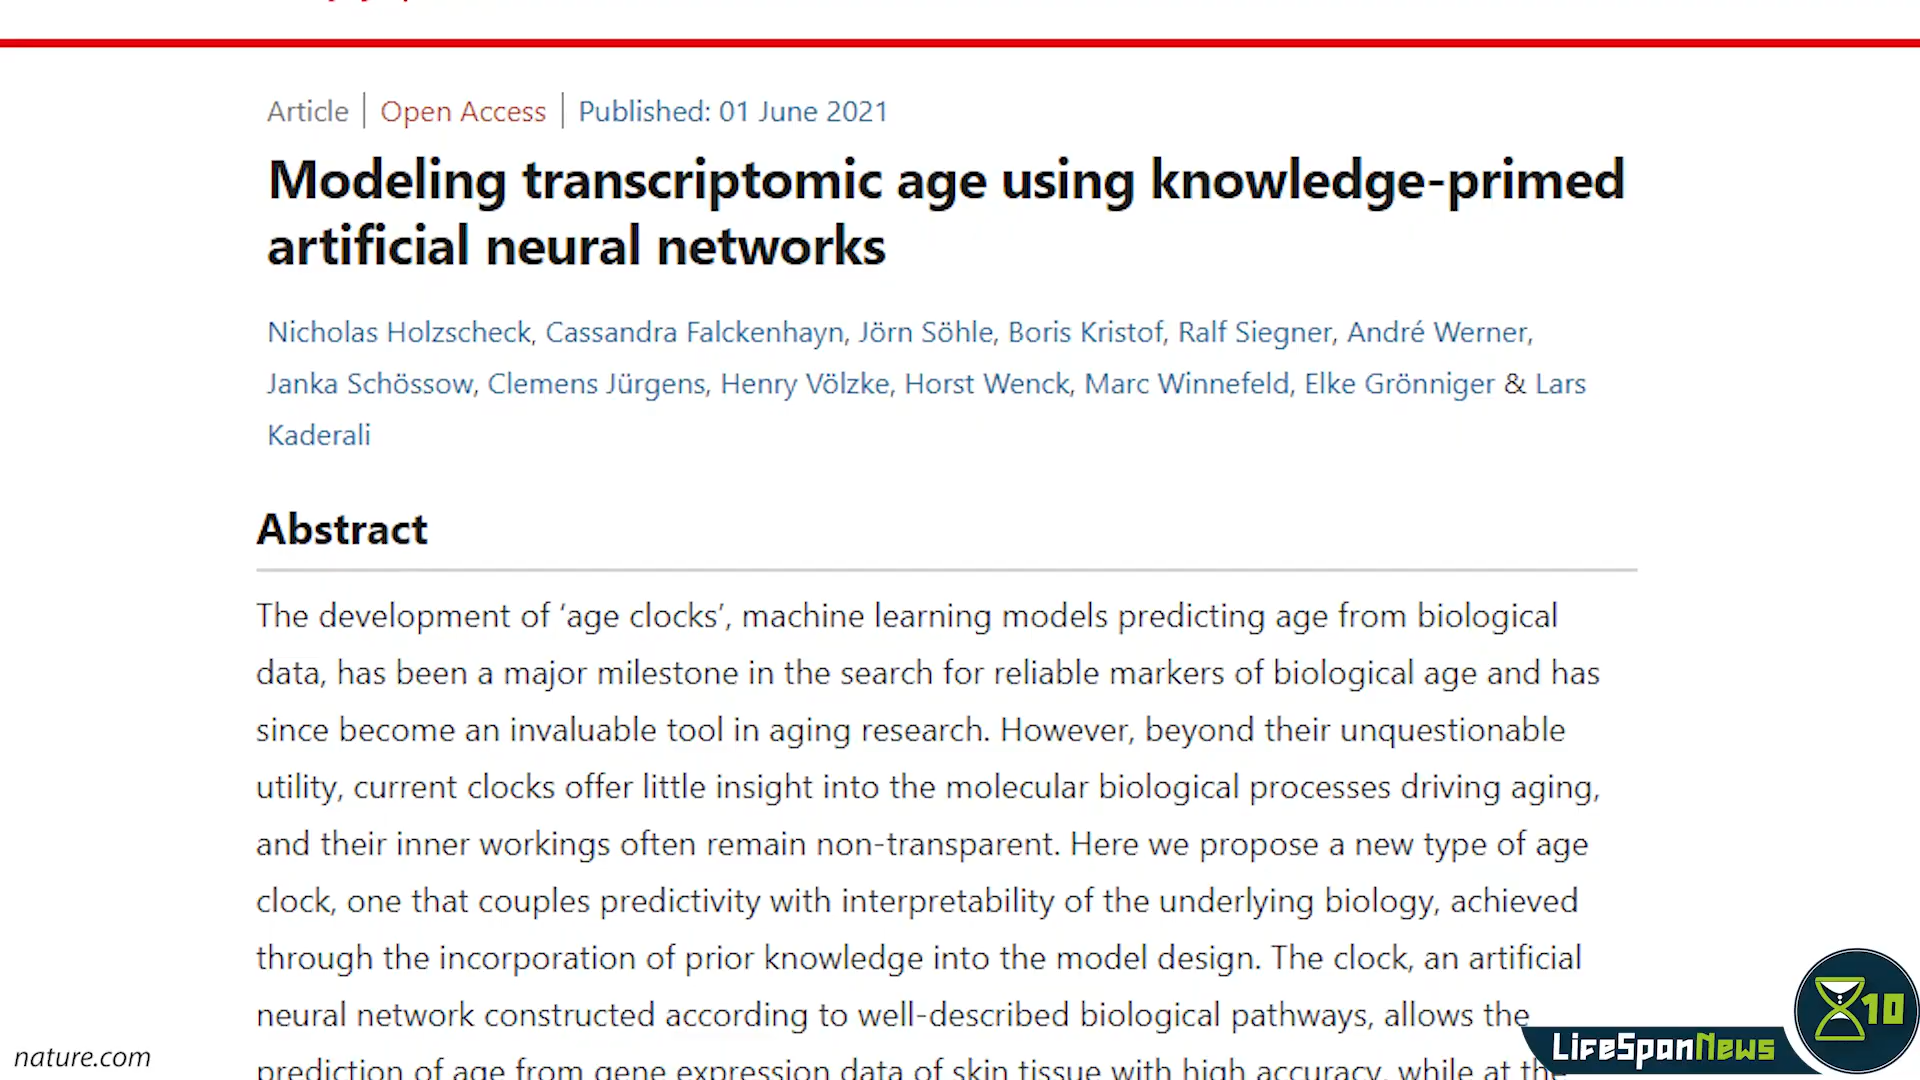 Article | Open Access | Published: 01 June 2021
Modeling transcriptomic age using knowledge-primed
artificial neural networks
Nicholas Holzscheck, Cassandra Falckenhayn, Jörn Söhle, Boris Kristof, Ralf Siegner, André Werner,
Janka Schössow, Clemens Jürgens, Henry Völzke, Horst Wenck, Marc Winnefeld, Elke Grönniger & Lars
Kaderali
Abstract
The development of ‘age clocks’, machine learning models predicting age from biological
data, has been a major milestone in the search for reliable markers of biological age and has
since become an invaluable tool in aging research. However, beyond their unquestionable
utility, current clocks offer little insight into the molecular biological processes driving aging,
and their inner workings often remain non-transparent. Here we propose a new type of age
clock, one that couples predictivity with interpretability of the underlying biology, achieved
through the incorporation of prior knowledge into the model design. The clock, an artificial
neural network constructed according to well-described biological pathways, allows the
prediction of age from gene expression data of skin tissue with high accuracy, while at the
nature.com
LifeSpanNews
10